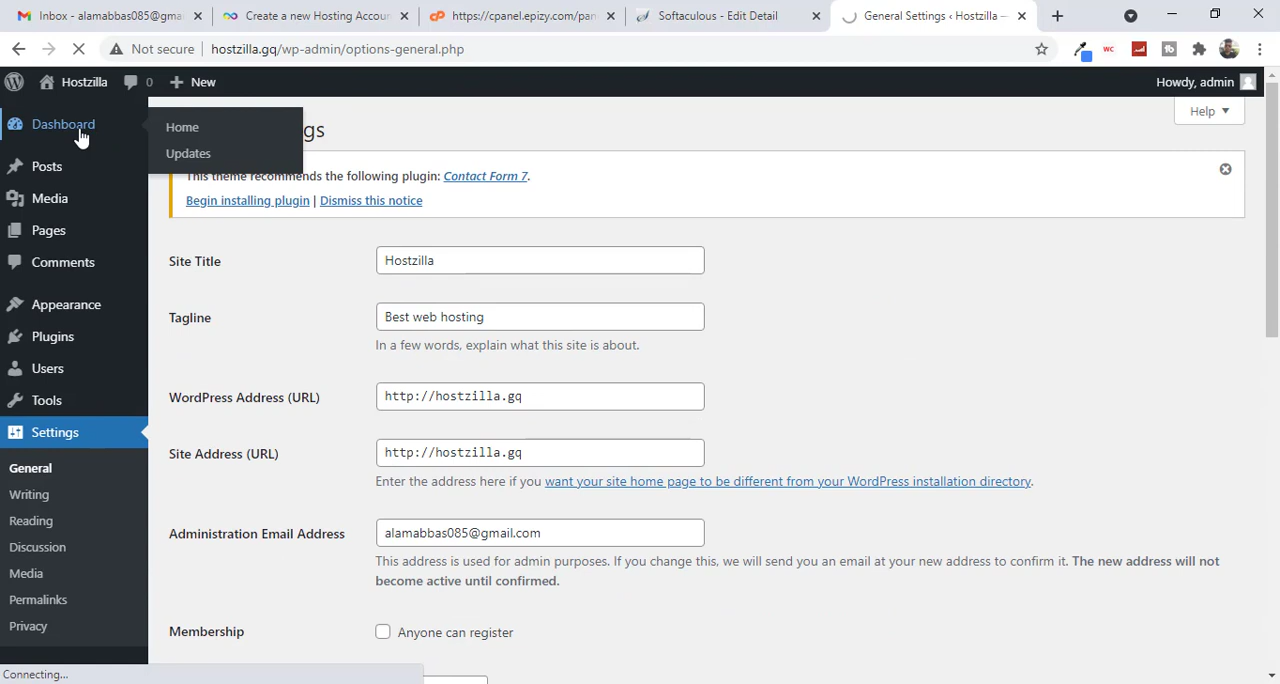 Inbox - alamabbas085@gmai
Create a new Hosting Accoun
https://cpanel.epizy.com/pan
Softaculous - Edit Detail
General Settings ‹ Hostzilla —
Not secure
hostzilla.gq/wp-admin/options-general.php
Hostzilla
0
New
Howdy, admin
Dashboard
Home
Updates
Posts
Media
Pages
Comments
Appearance
Plugins
Users
Tools
Settings
General
Writing
Reading
Discussion
Media
Permalinks
Privacy
gs
Help
This theme recommends the following plugin: Contact Form 7.
Begin installing plugin | Dismiss this notice
Site Title
Hostzilla
Tagline
Best web hosting
In a few words, explain what this site is about.
WordPress Address (URL)
http://hostzilla.gq
Site Address (URL)
http://hostzilla.gq
Enter the address here if you want your site home page to be different from your WordPress installation directory.
Administration Email Address
alamabbas085@gmail.com
This address is used for admin purposes. If you change this, we will send you an email at your new address to confirm it. The new address will not
become active until confirmed.
Membership
Anyone can register
Connecting...